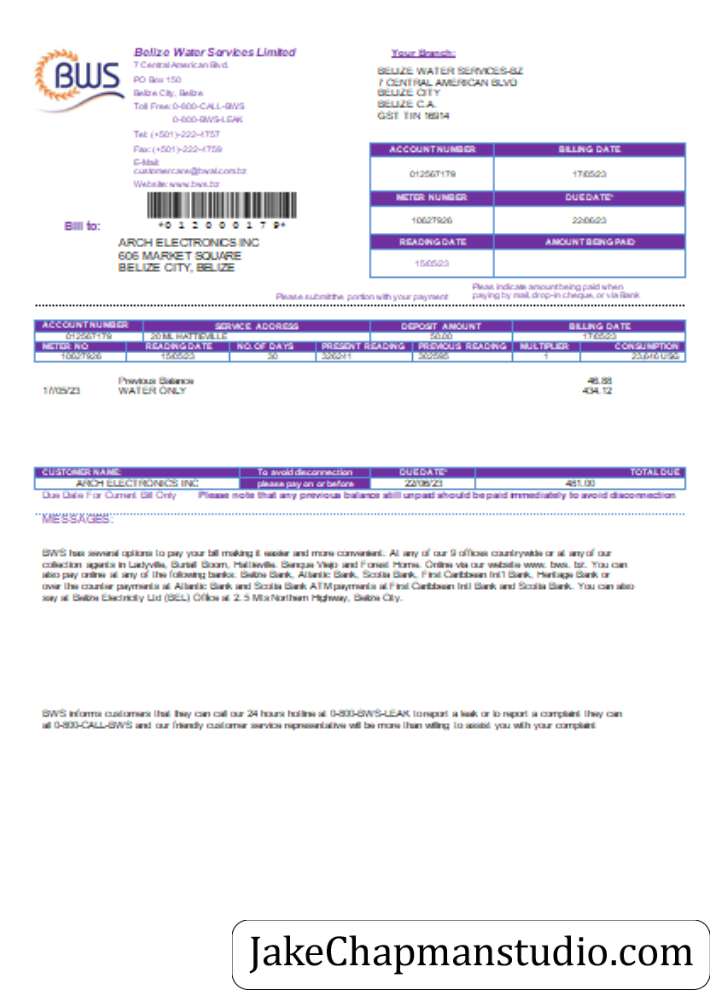 BWS
Belize Water Services Limited
7 Central American Blvd.
PO Box 150
Belize City, Belize
Toll Free: 0-800-CALL-BWS
0-800-BWS-LEAK
Tel: (+501)-222-4757
Fax: (+501)-222-4759
E-Mail:
customercare@bwsl.com.bz
Website: www.bws.bz
Your Branch:
BELIZE WATER SERVICES-BZ
7 CENTRAL AMERICAN BLVD
BELIZE CITY
BELIZE C.A.
GST TIN 16914
ACCOUNT NUMBER BILLING DATE
012567179 17/05/23
METER NUMBER DUE DATE*
10627926 22/06/23
READING DATE AMOUNT BEING PAID
15/05/23
Bill to:
ARCH ELECTRONICS INC
606 MARKET SQUARE
BELIZE CITY, BELIZE
Please submit the portion with your payment
Pleas indicate amount being paid when
paying by mail, drop-in cheque, or via Bank
ACCOUNT NUMBER SERVICE ADDRESS DEPOSIT AMOUNT BILLING DATE
012567179 20 ML HATTIEVILLE 50.00 17/05/23
METER NO READING DATE NO. OF DAYS PRESENT READING PREVIOUS READING MULTIPLIER CONSUMPTION
10627926 15/05/23 30 326241 302595 1 23,646 USG
Previous Balance 46.88
17/05/23 WATER ONLY 434.12
CUSTOMER NAME: To avoid disconnection DUE DATE* TOTAL DUE
ARCH ELECTRONICS INC please pay on or before 22/06/23 481.00
Due Date For Current Bill Only Please note that any previous balance still unpaid should be paid immediately to avoid disconnection
MESSAGES:
BWS has several options to pay your bill making it easier and more convenient. At any of our 9 offices countrywide or at any of our
collection agents in Ladyville, Burrell Boom, Hattieville. Benque Viejo and Forest Home. Online via our website www. bws. bz. You can
also pay online at any of the following banks. Belize Bank, Atlantic Bank, Scotia Bank, First Caribbean Int'l Bank, Heritage Bank or
over the counter payments at Atlantic Bank and Scotia Bank ATM payments at First Caribbean Intl Bank and Scotia Bank. You can also
say at Belize Electricity Ltd (BEL) Office at 2. 5 Mls Northern Highway, Belize City.
BWS informs customers that they can call our 24 hours hotline at 0-800-BWS-LEAK to report a leak or to report a complaint they can
all 0-800-CALL-BWS and our friendly customer service representative will be more than willing to assist you with your complaint
JakeChapmanstudio.com